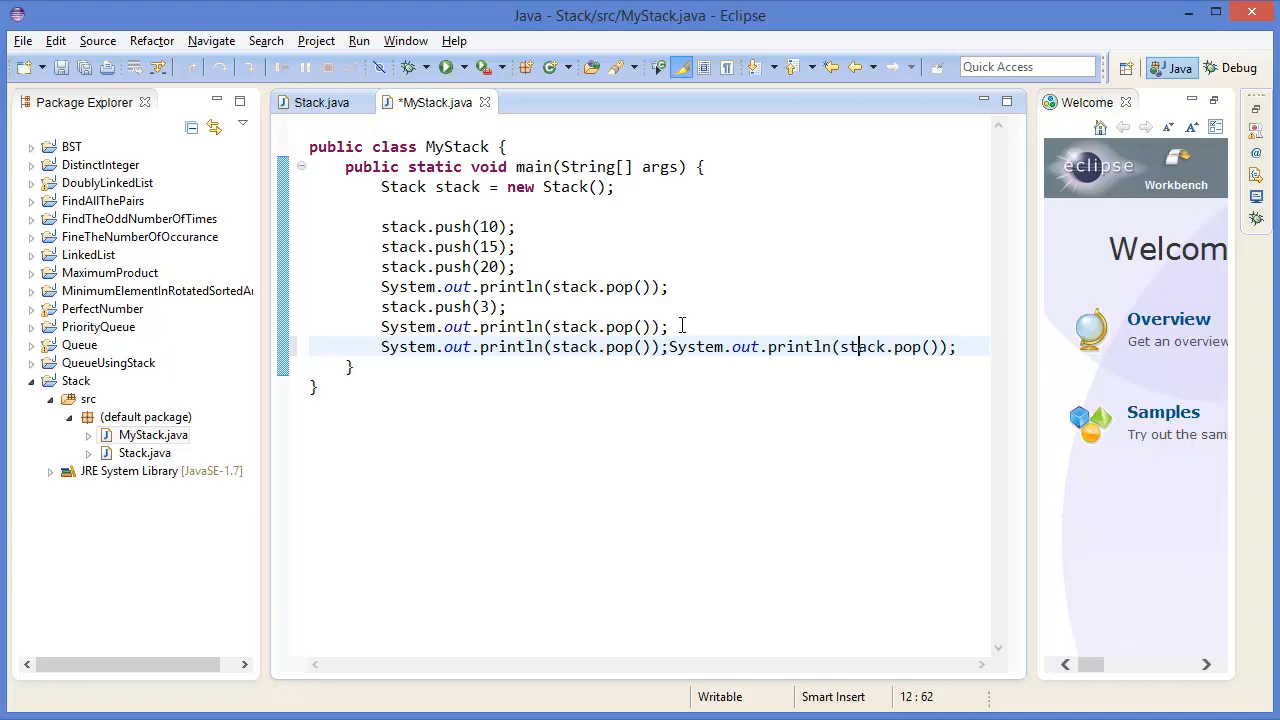 Java - Stack/src/MyStack.java - Eclipse
File Edit Source Refactor Navigate Search Project Run Window Help
Quick Access
Java
Debug
Package Explorer
BST
DistinctInteger
DoublyLinkedList
FindAllThePairs
FindTheOddNumberOfTimes
FineTheNumberOfOccurance
LinkedList
MaximumProduct
MinimumElementInRotatedSortedAr
PerfectNumber
PriorityQueue
Queue
QueueUsingStack
Stack
src
(default package)
MyStack.java
Stack.java
JRE System Library [JavaSE-1.7]
Stack.java
*MyStack.java
public class MyStack {
public static void main(String[] args) {
Stack stack = new Stack();
stack.push(10);
stack.push(15);
stack.push(20);
System.out.println(stack.pop());
stack.push(3);
System.out.println(stack.pop());
System.out.println(stack.pop());System.out.println(stack.pop());
}
}
Welcome
eclipse
Workbench
Welcom
Overview
Get an overview
Samples
Try out the sam
Writable
Smart Insert
12 : 62